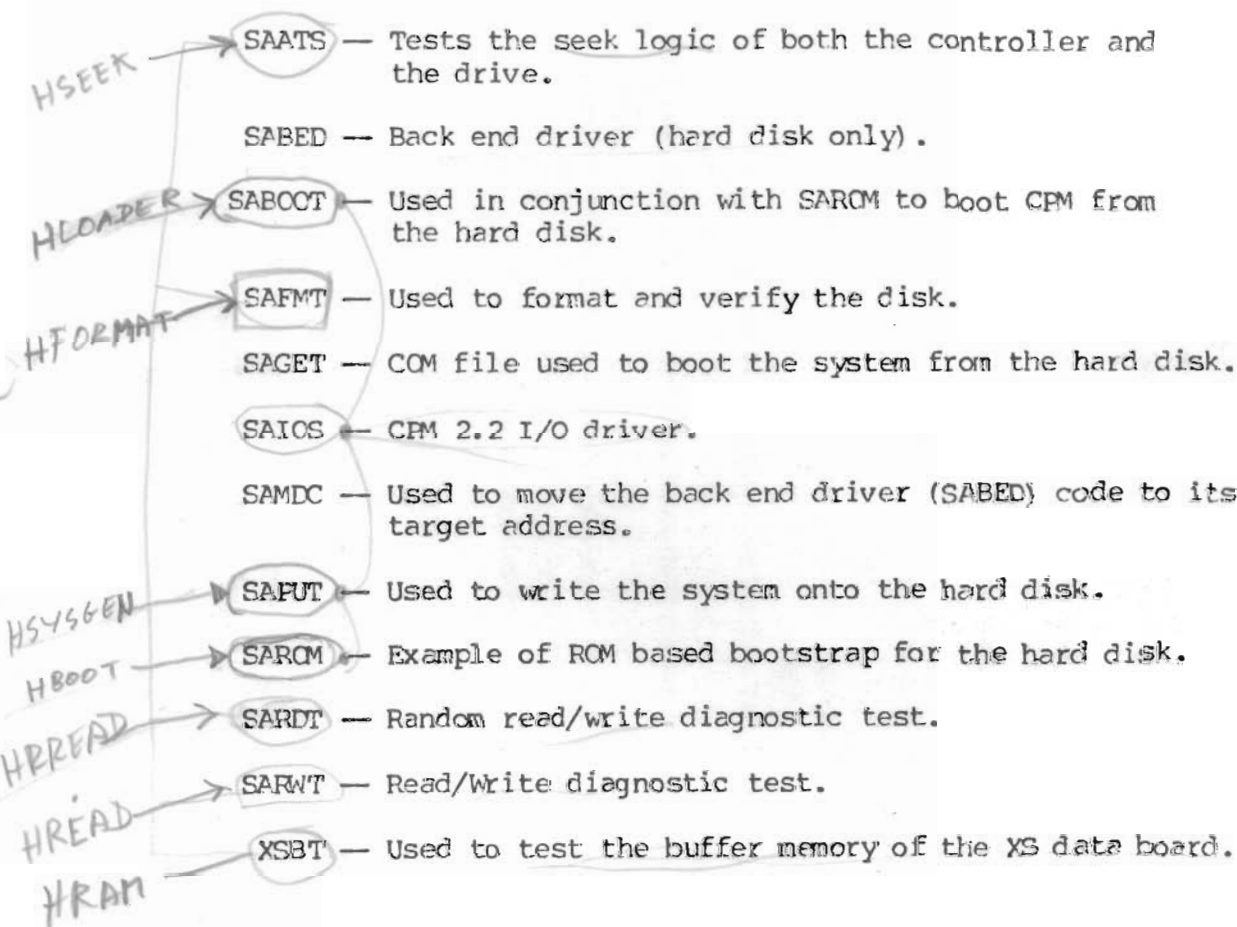 HSEEK
SAATS — Tests the seek logic of both the controller and
the drive.
SABED — Back end driver (hard disk only).
HLOADER
SABOOT — Used in conjunction with SAROM to boot CPM from
the hard disk.
HFORMAT
SAFMT — Used to format and verify the disk.
SAGET — COM file used to boot the system from the hard disk.
SAIOS — CPM 2.2 I/O driver.
SAMDC — Used to move the back end driver (SABED) code to its
target address.
HSYSGEN
SAPUT — Used to write the system onto the hard disk.
HBOOT
SAROM — Example of ROM based bootstrap for the hard disk.
HRREAD
SARDT — Random read/write diagnostic test.
HREAD
SARWT — Read/Write diagnostic test.
HRAM
XSBT — Used to test the buffer memory of the XS data board.